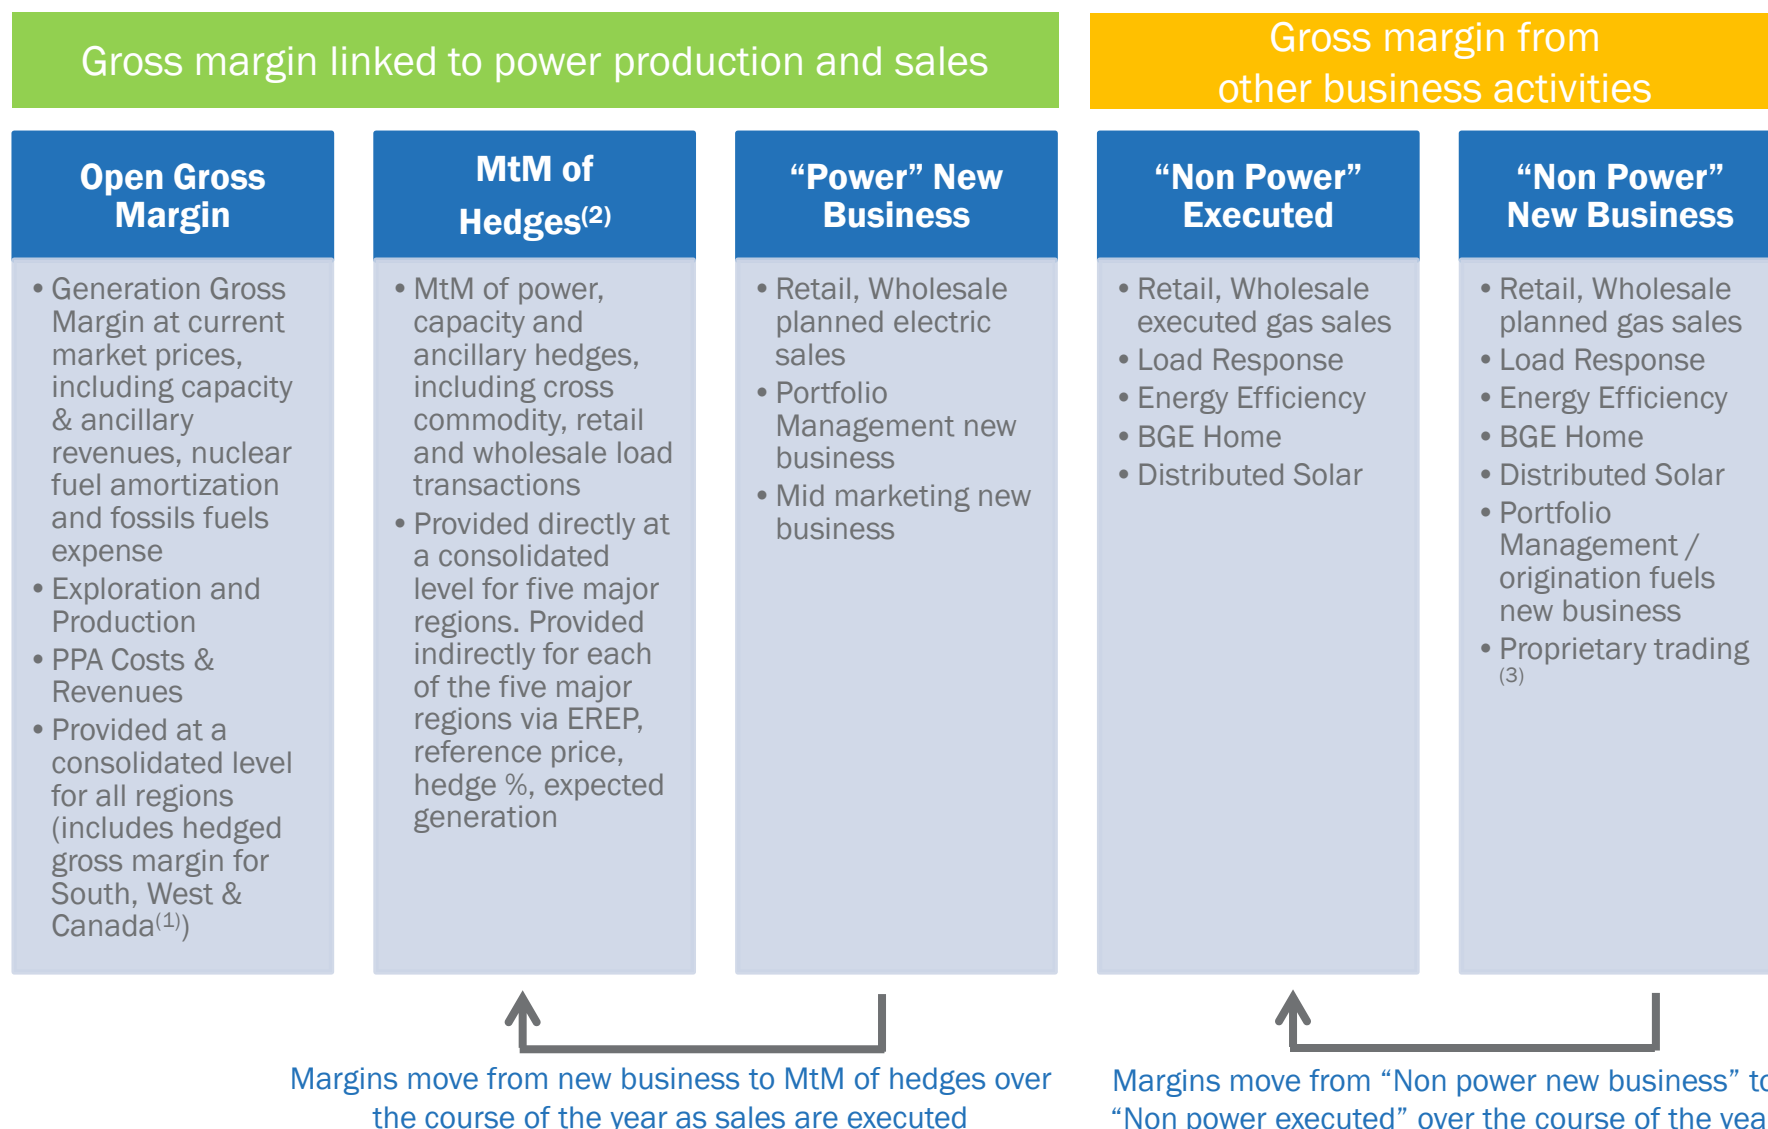 Gross margin linked to power production and sales
Gross margin from
other business activities
Open Gross
Margin
• Generation Gross
Margin at current
market prices,
including capacity
& ancillary
revenues, nuclear
fuel amortization
and fossils fuels
expense
• Exploration and
Production
• PPA Costs &
Revenues
• Provided at a
consolidated level
for all regions
(includes hedged
gross margin for
South, West &
Canada(1))
MtM of
Hedges(2)
• MtM of power,
capacity and
ancillary hedges,
including cross
commodity, retail
and wholesale load
transactions
• Provided directly at
a consolidated
level for five major
regions. Provided
indirectly for each
of the five major
regions via EREP,
reference price,
hedge %, expected
generation
“Power” New
Business
• Retail, Wholesale
planned electric
sales
• Portfolio
Management new
business
• Mid marketing new
business
“Non Power”
Executed
• Retail, Wholesale
executed gas sales
• Load Response
• Energy Efficiency
• BGE Home
• Distributed Solar
“Non Power”
New Business
• Retail, Wholesale
planned gas sales
• Load Response
• Energy Efficiency
• BGE Home
• Distributed Solar
• Portfolio
Management /
origination fuels
new business
• Proprietary trading
(3)
Margins move from new business to MtM of hedges over
the course of the year as sales are executed
Margins move from “Non power new business” to
“Non power executed” over the course of the year